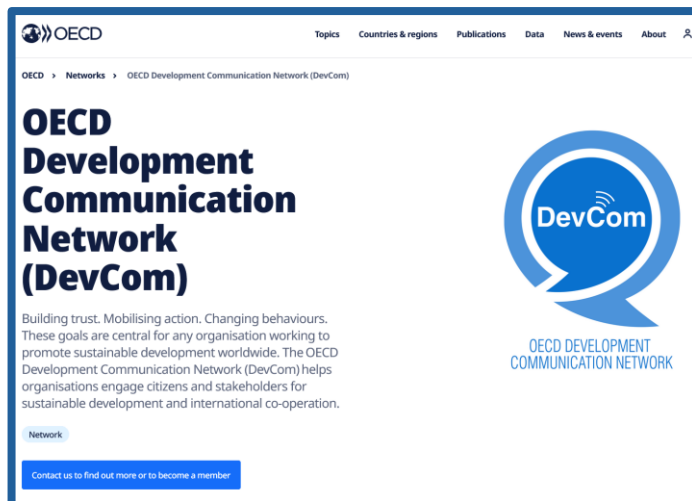 OECD
Topics Countries & regions Publications Data News & events About
OECD > Networks > OECD Development Communication Network (DevCom)
OECD
Development
Communication
Network
(DevCom)
Building trust. Mobilising action. Changing behaviours.
These goals are central for any organisation working to
promote sustainable development worldwide. The OECD
Development Communication Network (DevCom) helps
organisations engage citizens and stakeholders for
sustainable development and international co-operation.
Network
Contact us to find out more or to become a member
DevCom
OECD DEVELOPMENT
COMMUNICATION NETWORK